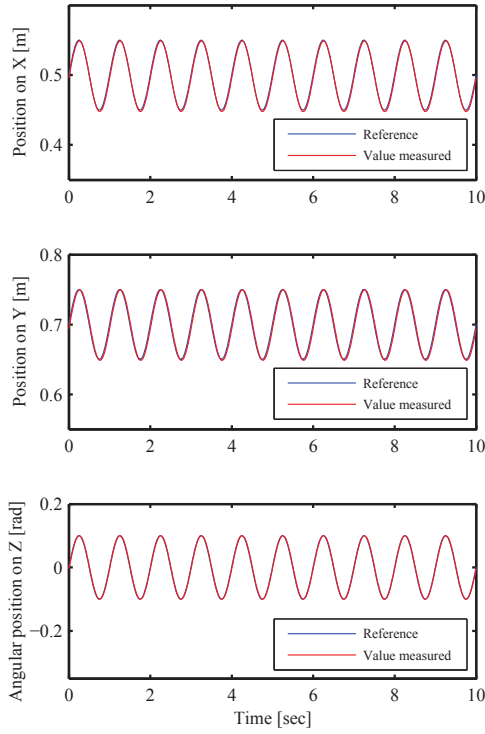 Position on X [m]
0.5
0.4
Reference
Value measured
0 2 4 6 8 10
Position on Y [m]
0.8
0.7
0.6
Reference
Value measured
0 2 4 6 8 10
Angular position on Z [rad]
0.2
0
−0.2
Reference
Value measured
0 2 4 6 8 10
Time [sec]